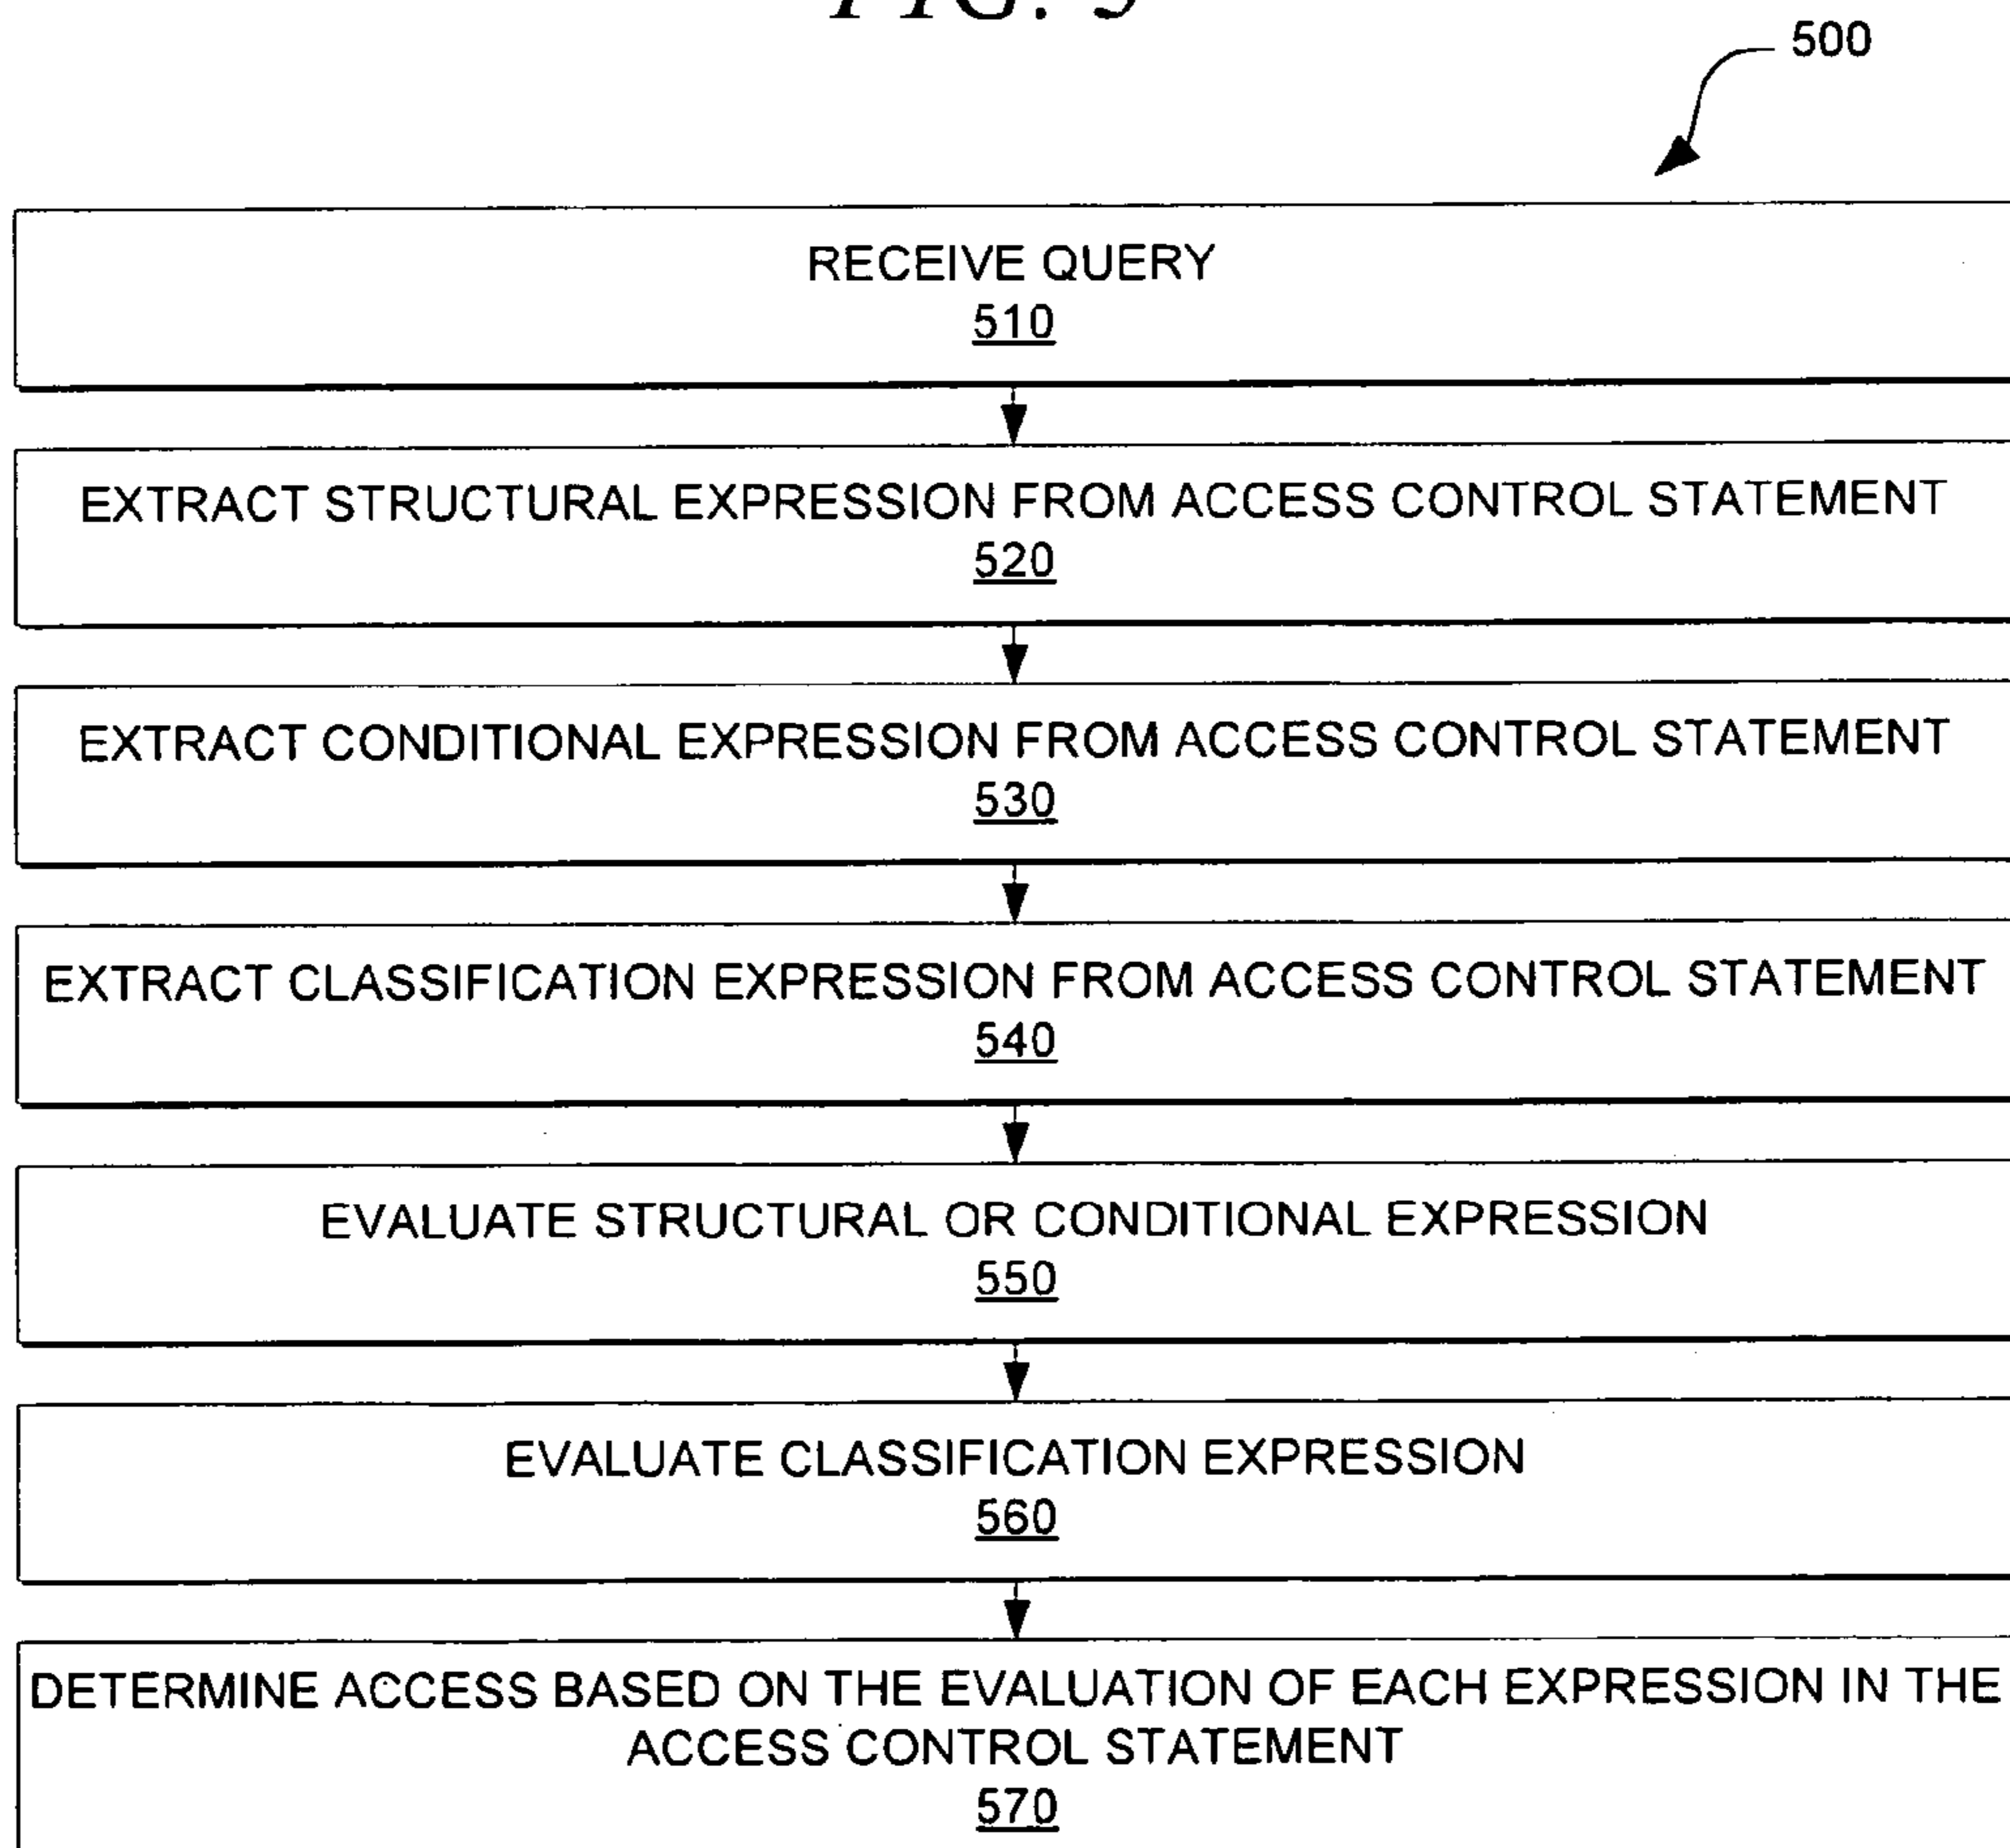 FIG. 5
500
RECEIVE QUERY
510
EXTRACT STRUCTURAL EXPRESSION FROM ACCESS CONTROL STATEMENT
520
EXTRACT CONDITIONAL EXPRESSION FROM ACCESS CONTROL STATEMENT
530
EXTRACT CLASSIFICATION EXPRESSION FROM ACCESS CONTROL STATEMENT
540
EVALUATE STRUCTURAL OR CONDITIONAL EXPRESSION
550
EVALUATE CLASSIFICATION EXPRESSION
560
DETERMINE ACCESS BASED ON THE EVALUATION OF EACH EXPRESSION IN THE
ACCESS CONTROL STATEMENT
570